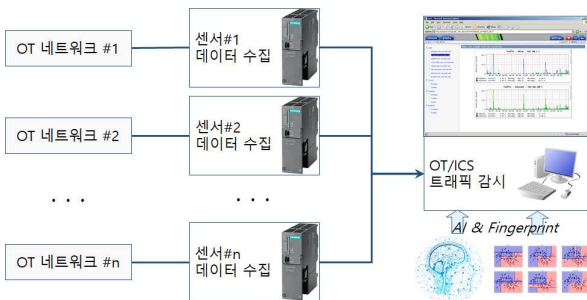 OT 네트워크 #1
센서#1
데이터 수집
OT 네트워크 #2
센서#2
데이터 수집
. . .
. . .
OT 네트워크 #n
센서#n
데이터 수집
OT/ICS
트래픽 감시
AI & Fingerprint